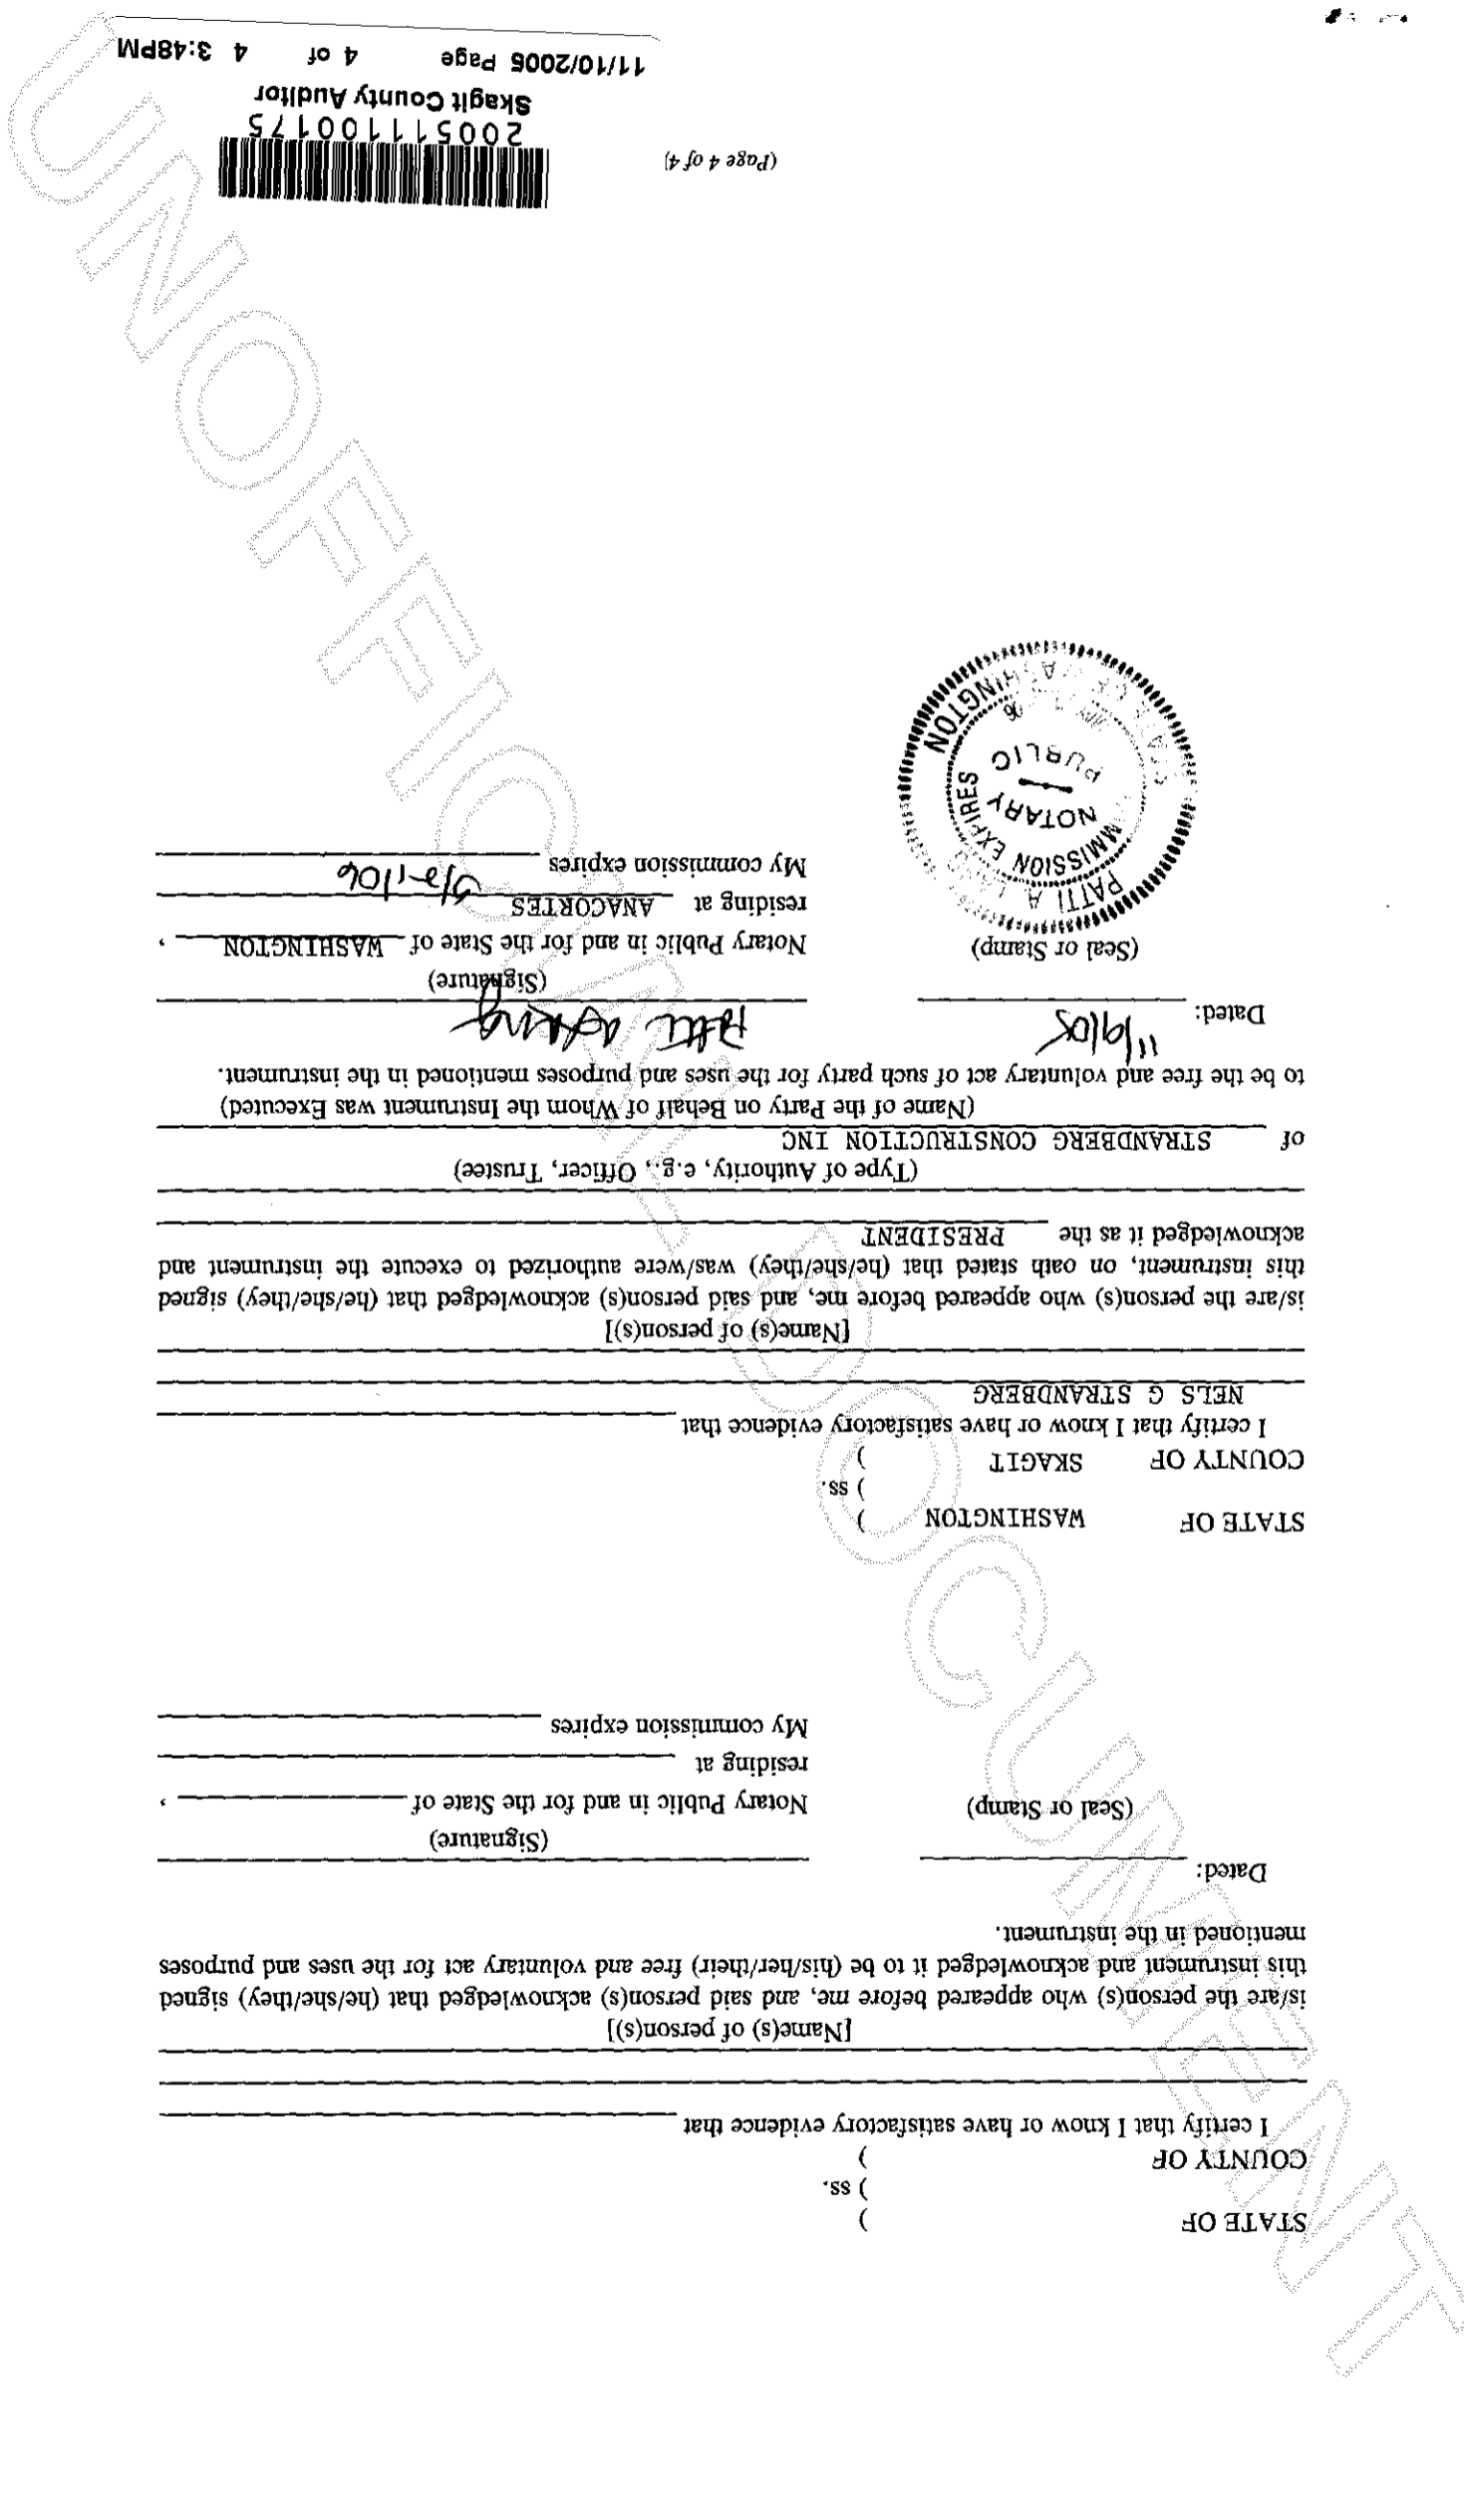 STATE OF )
) ss.
COUNTY OF )
I certify that I know or have satisfactory evidence that
[Name(s) of person(s)]
is/are the person(s) who appeared before me, and said person(s) acknowledged that (he/she/they) signed
this instrument and acknowledged it to be (his/her/their) free and voluntary act for the uses and purposes
mentioned in the instrument.
Dated:
(Signature)
(Seal or Stamp) Notary Public in and for the State of ,
residing at
My commission expires
STATE OF WASHINGTON )
) ss.
COUNTY OF SKAGIT )
I certify that I know or have satisfactory evidence that
NELS G STRANDBERG
[Name(s) of person(s)]
is/are the person(s) who appeared before me, and said person(s) acknowledged that (he/she/they) signed
this instrument, on oath stated that (he/she/they) was/were authorized to execute the instrument and
acknowledged it as the PRESIDENT
(Type of Authority, e.g., Officer, Trustee)
of STRANDBERG CONSTRUCTION INC
(Name of the Party on Behalf of Whom the Instrument was Executed)
to be the free and voluntary act of such party for the uses and purposes mentioned in the instrument.
Dated: 11/9/05
(Signature)
(Seal or Stamp) Notary Public in and for the State of WASHINGTON ,
residing at ANACORTES
My commission expires
PATTI A.
MMISSION EXPIRES
NOTARY
PUBLIC
WASHINGTON
(Page 4 of 4)
200511100175
Skagit County Auditor
11/10/2005 Page 4 of 4 3:48PM
UNOFFICIAL DOCUMENT